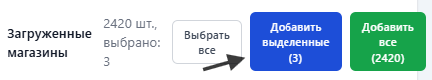 Загруженные
магазины
2420 шт.,
выбрано:
3
Выбрать
все
Добавить
выделенные
(3)
Добавить
все
(2420)